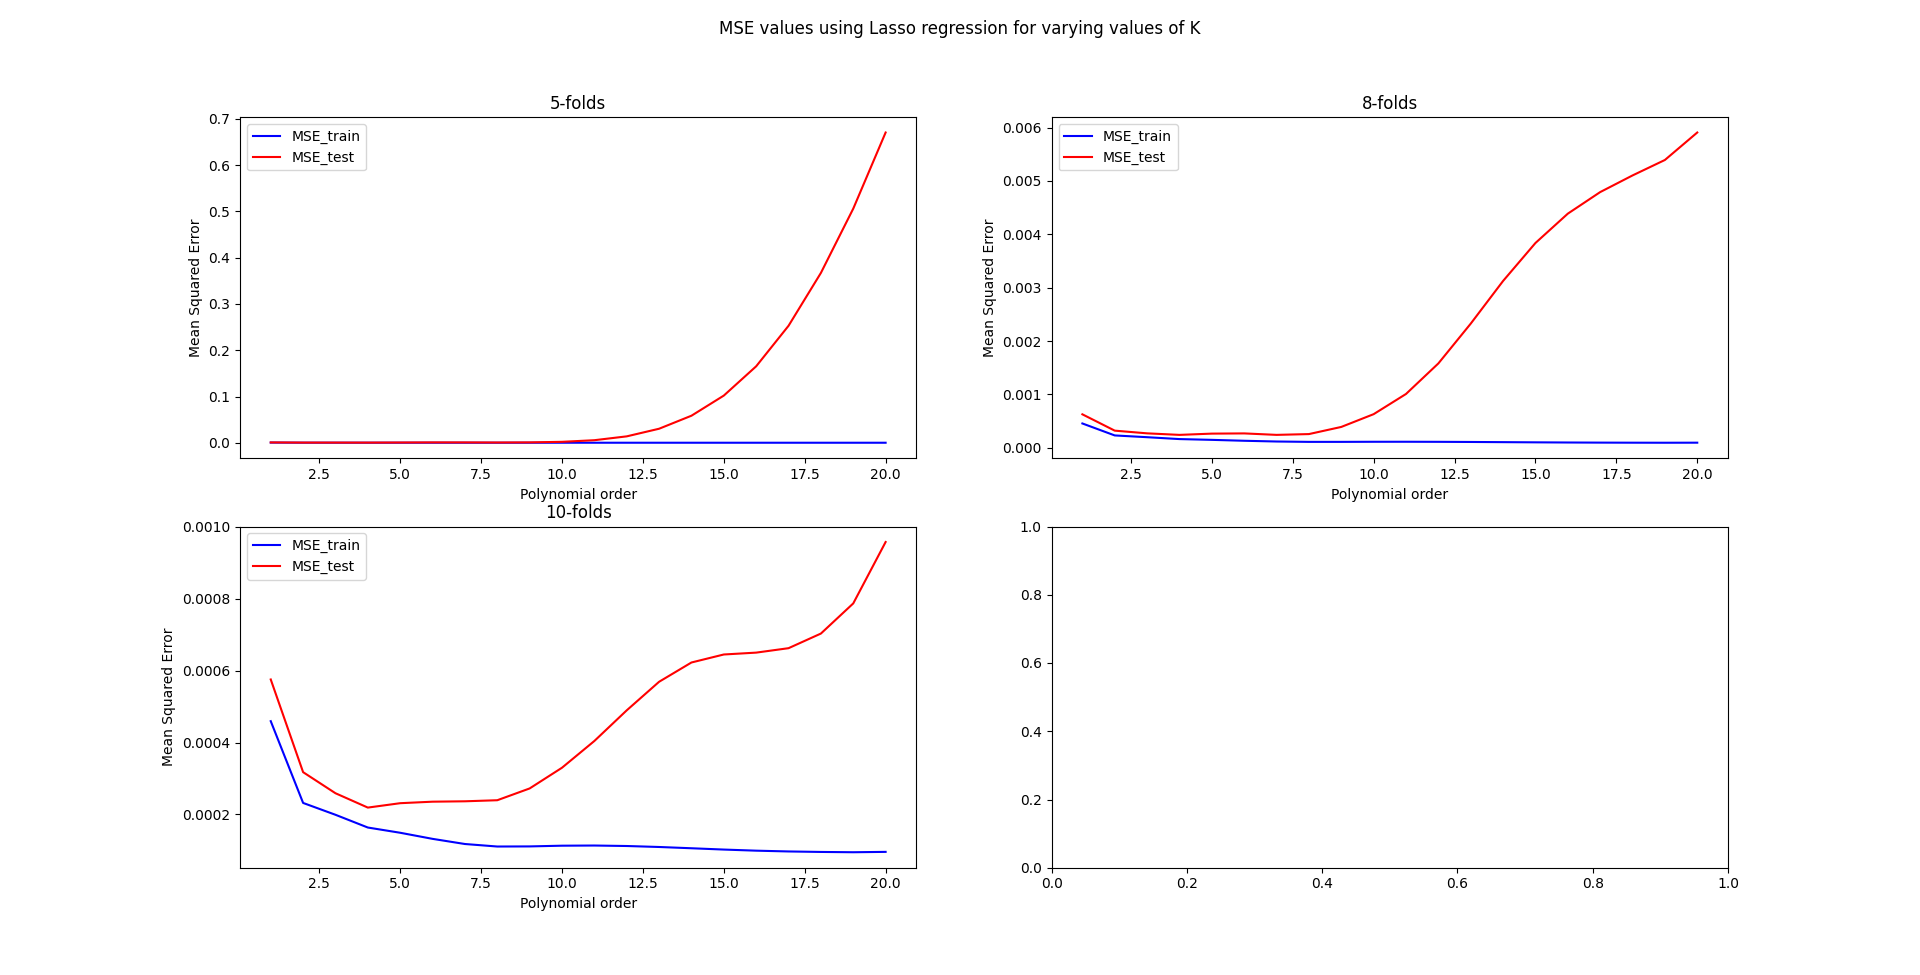 MSE values using Lasso regression for varying values of K
5-folds
MSE_train
MSE_test
Mean Squared Error
0.7
0.6
0.5
0.4
0.3
0.2
0.1
0.0
2.5 5.0 7.5 10.0 12.5 15.0 17.5 20.0
Polynomial order
8-folds
MSE_train
MSE_test
Mean Squared Error
0.006
0.005
0.004
0.003
0.002
0.001
0.000
2.5 5.0 7.5 10.0 12.5 15.0 17.5 20.0
Polynomial order
10-folds
MSE_train
MSE_test
Mean Squared Error
0.0010
0.0008
0.0006
0.0004
0.0002
2.5 5.0 7.5 10.0 12.5 15.0 17.5 20.0
Polynomial order
1.0
0.8
0.6
0.4
0.2
0.0
0.0 0.2 0.4 0.6 0.8 1.0